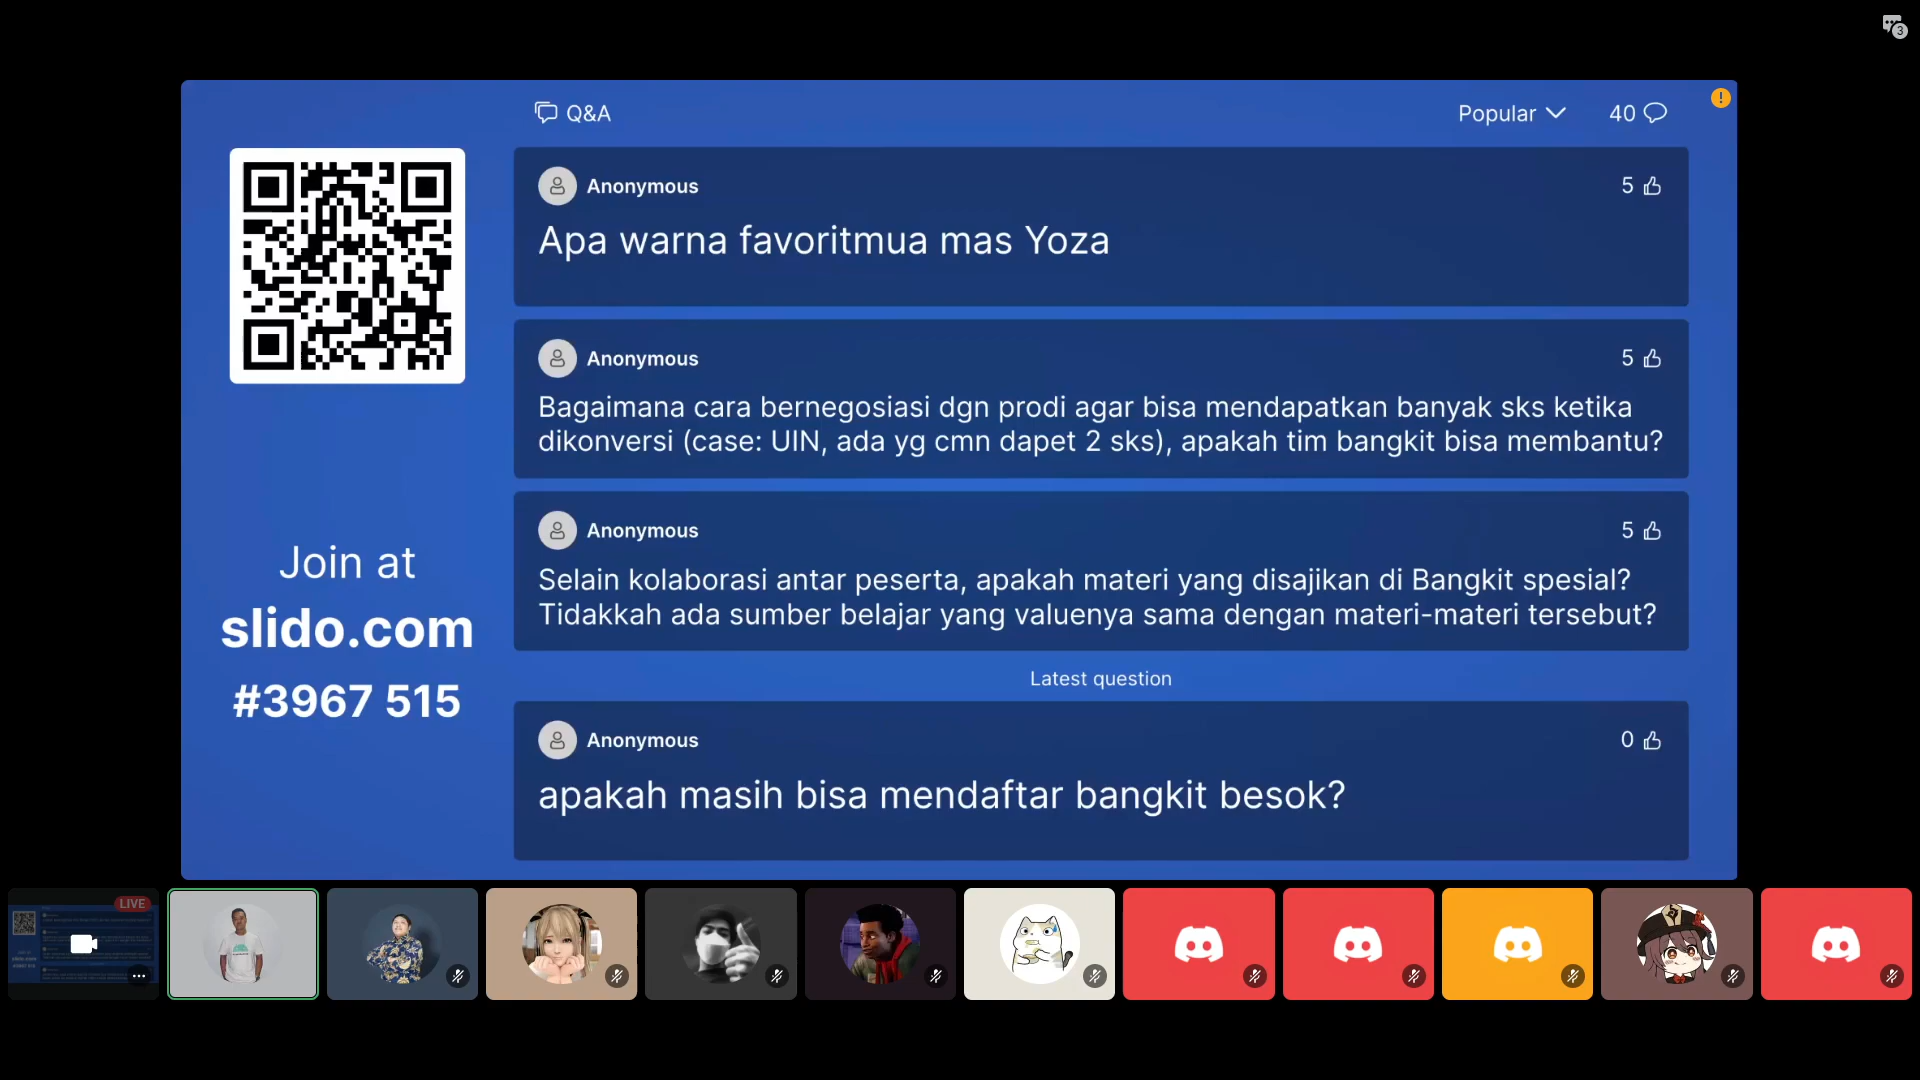 3
Q&A
Popular
40
Anonymous
5
Apa warna favoritmua mas Yoza
Anonymous
5
Bagaimana cara bernegosiasi dgn prodi agar bisa mendapatkan banyak sks ketika
dikonversi (case: UIN, ada yg cmn dapet 2 sks), apakah tim bangkit bisa membantu?
Anonymous
5
Selain kolaborasi antar peserta, apakah materi yang disajikan di Bangkit spesial?
Tidakkah ada sumber belajar yang valuenya sama dengan materi-materi tersebut?
Latest question
Anonymous
0
apakah masih bisa mendaftar bangkit besok?
Join at
slido.com
#3967 515
LIVE